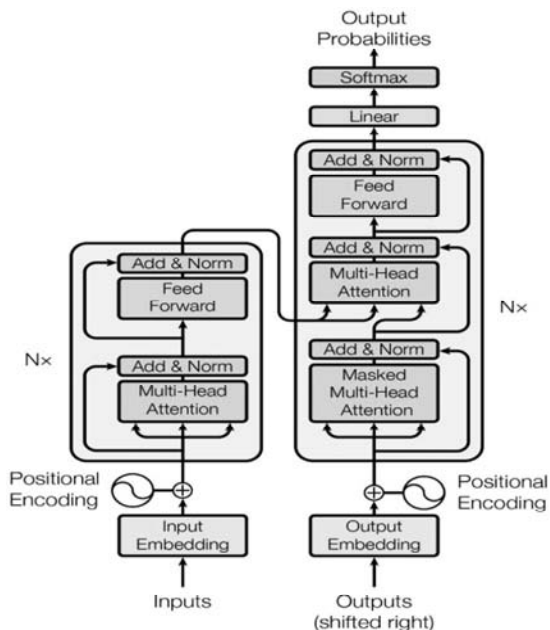 Output
Probabilities
Softmax
Linear
Add & Norm
Feed
Forward
Add & Norm
Multi-Head
Attention
Nx
Add & Norm
Masked
Multi-Head
Attention
Add & Norm
Feed
Forward
Nx
Add & Norm
Multi-Head
Attention
Positional
Encoding
Positional
Encoding
Input
Embedding
Output
Embedding
Inputs
Outputs
(shifted right)